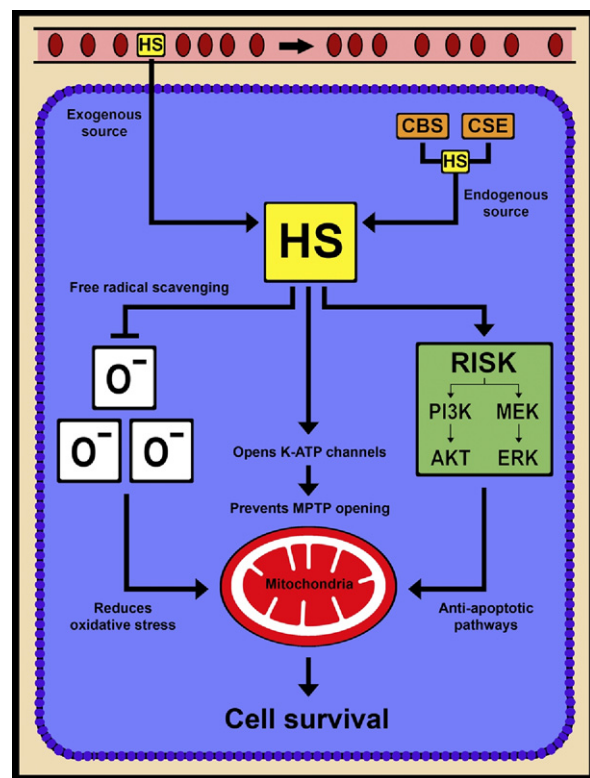 HS
Exogenous
source
CBS CSE
HS
Endogenous
source
HS
Free radical scavenging
O⁻
O⁻ O⁻
RISK
PI3K MEK
AKT ERK
Opens K-ATP channels
Prevents MPTP opening
Mitochondria
Reduces
oxidative stress
Anti-apoptotic
pathways
Cell survival